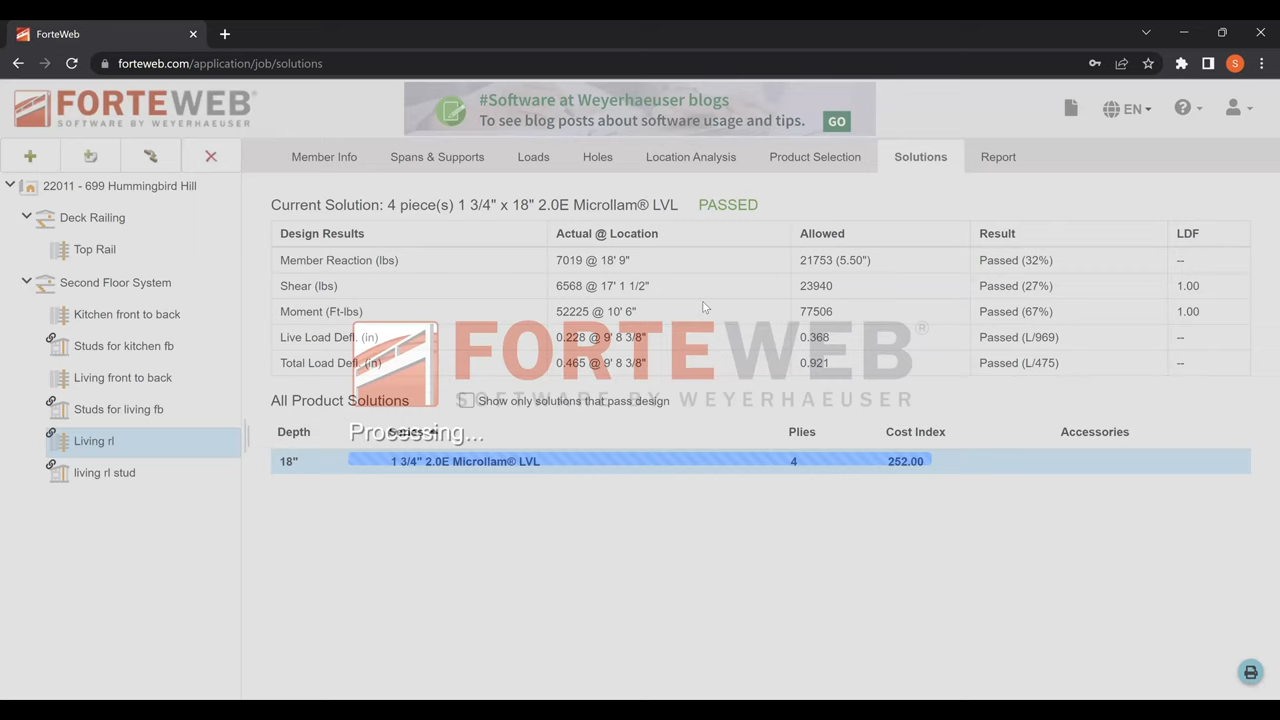 ForteWeb
forteweb.com/application/job/solutions
S
FORTEWEB®
SOFTWARE BY WEYERHAEUSER
#Software at Weyerhaeuser blogs
To see blog posts about software usage and tips. GO
EN
Member Info Spans & Supports Loads Holes Location Analysis Product Selection Solutions Report
22011 - 699 Hummingbird Hill
Deck Railing
Top Rail
Second Floor System
Kitchen front to back
Studs for kitchen fb
Living front to back
Studs for living fb
Living rl
living rl stud
Current Solution: 4 piece(s) 1 3/4" x 18" 2.0E Microllam® LVL PASSED
Design Results Actual @ Location Allowed Result LDF
Member Reaction (lbs) 7019 @ 18' 9" 21753 (5.50") Passed (32%) --
Shear (lbs) 6568 @ 17' 1 1/2" 23940 Passed (27%) 1.00
Moment (Ft-lbs) 52225 @ 10' 6" 77506 Passed (67%) 1.00
Live Load Defl. (in) 0.228 @ 9' 8 3/8" 0.368 Passed (L/969) --
Total Load Defl. (in) 0.465 @ 9' 8 3/8" 0.921 Passed (L/475) --
FORTEWEB®
SOFTWARE BY WEYERHAEUSER
All Product Solutions Show only solutions that pass design
Processing...
Depth Plies Cost Index Accessories
18" 1 3/4" 2.0E Microllam® LVL 4 252.00